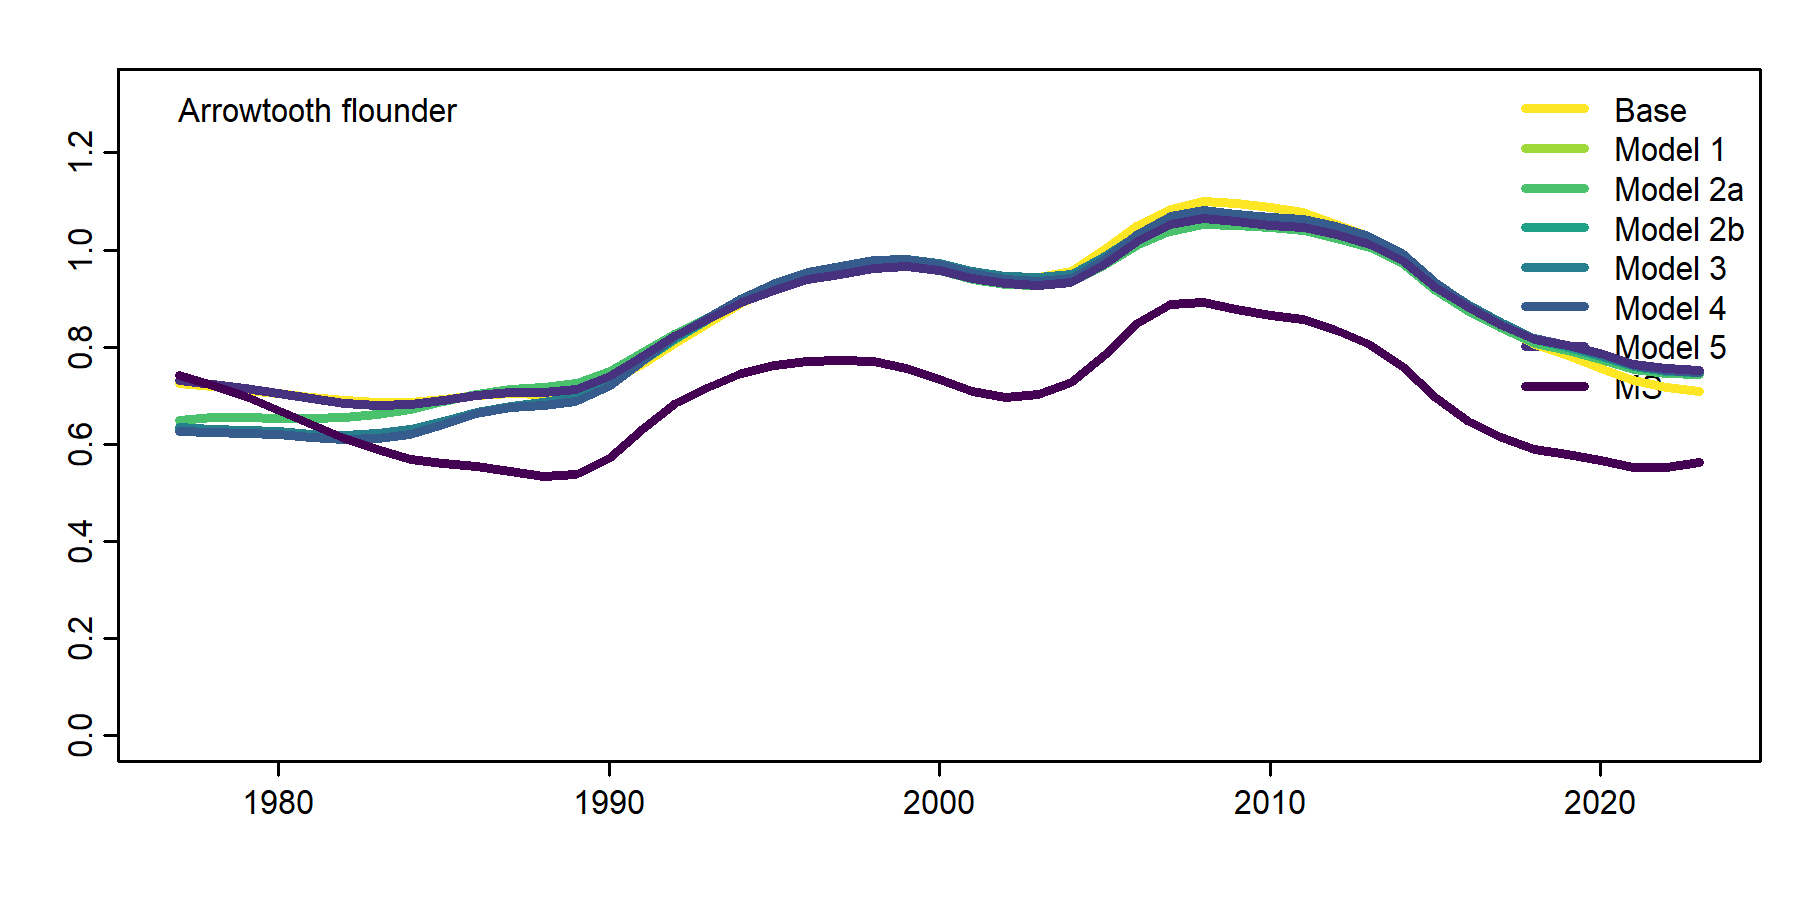 Arrowtooth flounder
Base
Model 1
Model 2a
Model 2b
Model 3
Model 4
Model 5
MS
1.2
1.0
0.8
0.6
0.4
0.2
0.0
1980 1990 2000 2010 2020